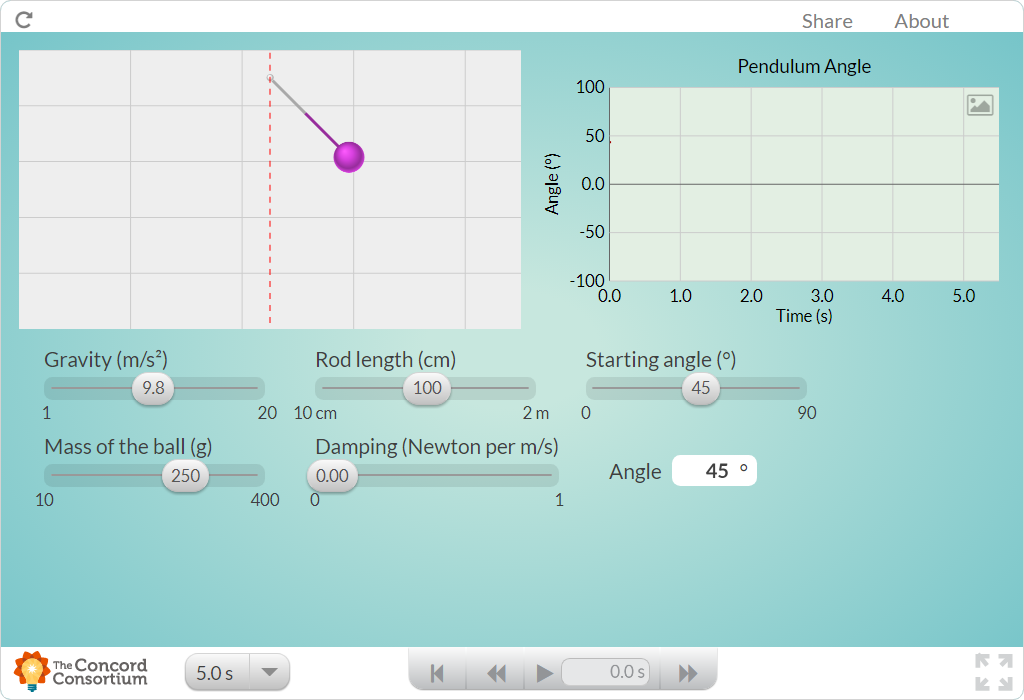 Share About
Pendulum Angle
100
50
0.0
-50
-100
Angle (°)
0.0 1.0 2.0 3.0 4.0 5.0
Time (s)
Gravity (m/s²) Rod length (cm) Starting angle (°)
9.8 100 45
1 20 10 cm 2 m 0 90
Mass of the ball (g) Damping (Newton per m/s)
250 0.00 Angle 45 °
10 400 0 1
The Concord
Consortium
5.0 s 0.0 s